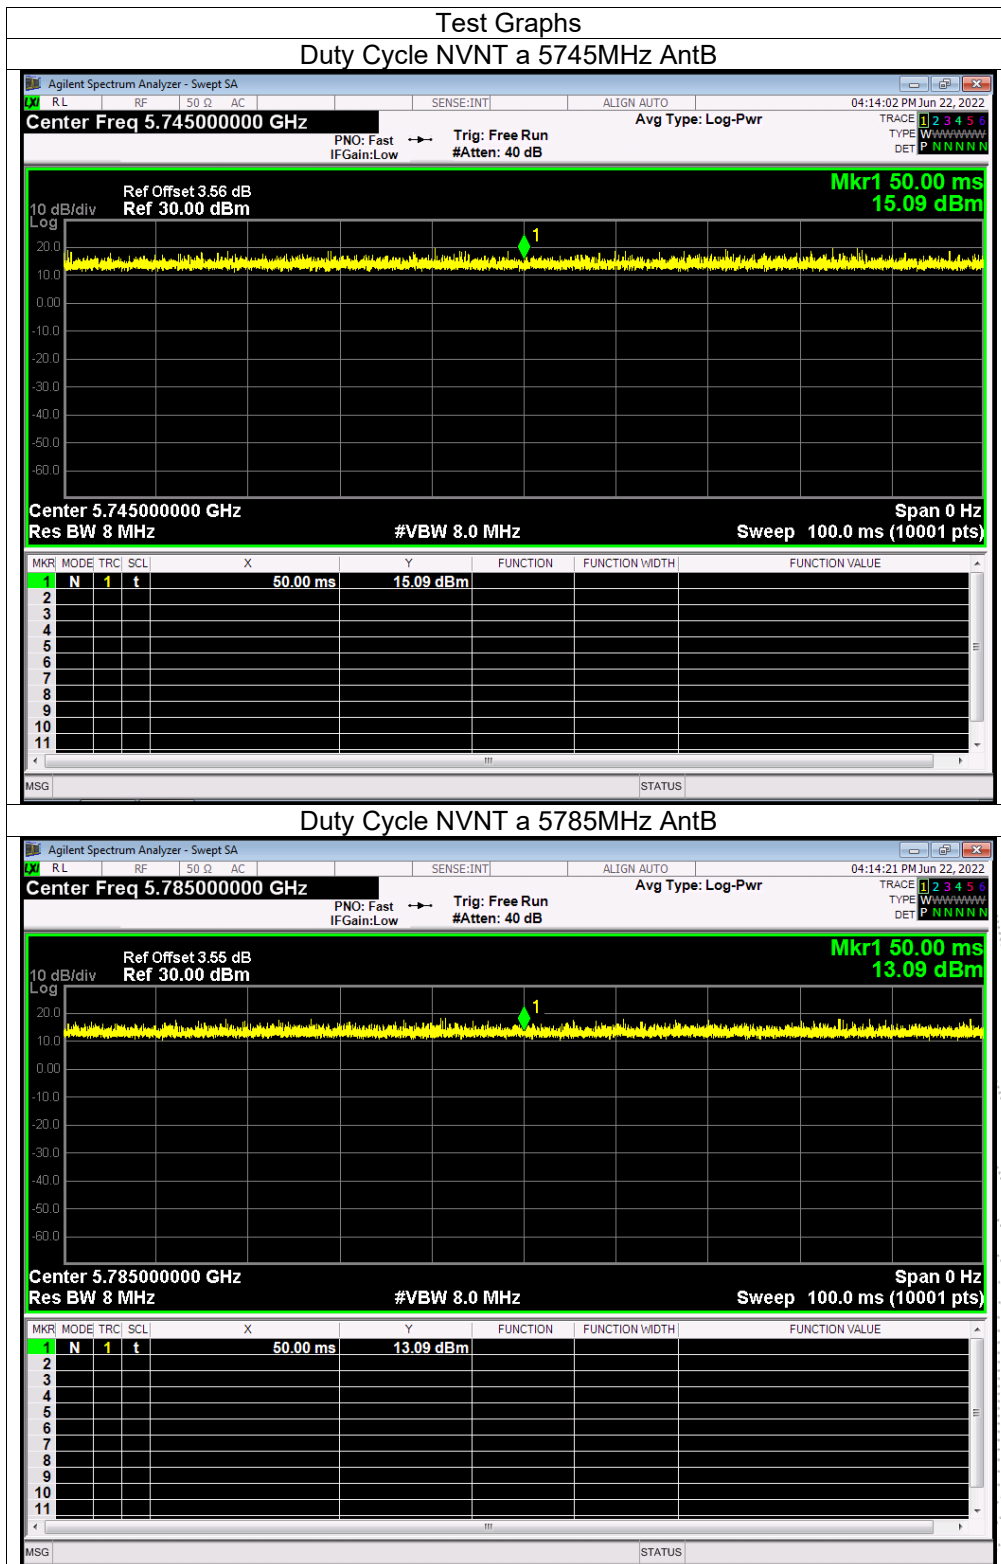 Test Graphs
Duty Cycle NVNT a 5745MHz AntB
Agilent Spectrum Analyzer - Swept SA
LXI RL RF 50 Ω AC SENSE:INT ALIGN AUTO 04:14:02 PM Jun 22, 2022
Center Freq 5.745000000 GHz Avg Type: Log-Pwr TRACE 1 2 3 4 5 6
PNO: Fast Trig: Free Run TYPE WWWWWW
IFGain:Low #Atten: 40 dB DET P N N N N N
Mkr1 50.00 ms
Ref Offset 3.56 dB
10 dB/div Ref 30.00 dBm 15.09 dBm
Log
1
20.0
10.0
0.00
-10.0
-20.0
-30.0
-40.0
-50.0
-60.0
Center 5.745000000 GHz Span 0 Hz
Res BW 8 MHz #VBW 8.0 MHz Sweep 100.0 ms (10001 pts)
MKR MODE TRC SCL X Y FUNCTION FUNCTION WIDTH FUNCTION VALUE
1 N 1 t 50.00 ms 15.09 dBm
2
3
4
5
6
7
8
9
10
11
MSG STATUS
Duty Cycle NVNT a 5785MHz AntB
Agilent Spectrum Analyzer - Swept SA
LXI RL RF 50 Ω AC SENSE:INT ALIGN AUTO 04:14:21 PM Jun 22, 2022
Center Freq 5.785000000 GHz Avg Type: Log-Pwr TRACE 1 2 3 4 5 6
PNO: Fast Trig: Free Run TYPE WWWWWW
IFGain:Low #Atten: 40 dB DET P N N N N N
Mkr1 50.00 ms
Ref Offset 3.55 dB
10 dB/div Ref 30.00 dBm 13.09 dBm
Log
1
20.0
10.0
0.00
-10.0
-20.0
-30.0
-40.0
-50.0
-60.0
Center 5.785000000 GHz Span 0 Hz
Res BW 8 MHz #VBW 8.0 MHz Sweep 100.0 ms (10001 pts)
MKR MODE TRC SCL X Y FUNCTION FUNCTION WIDTH FUNCTION VALUE
1 N 1 t 50.00 ms 13.09 dBm
2
3
4
5
6
7
8
9
10
11
MSG STATUS